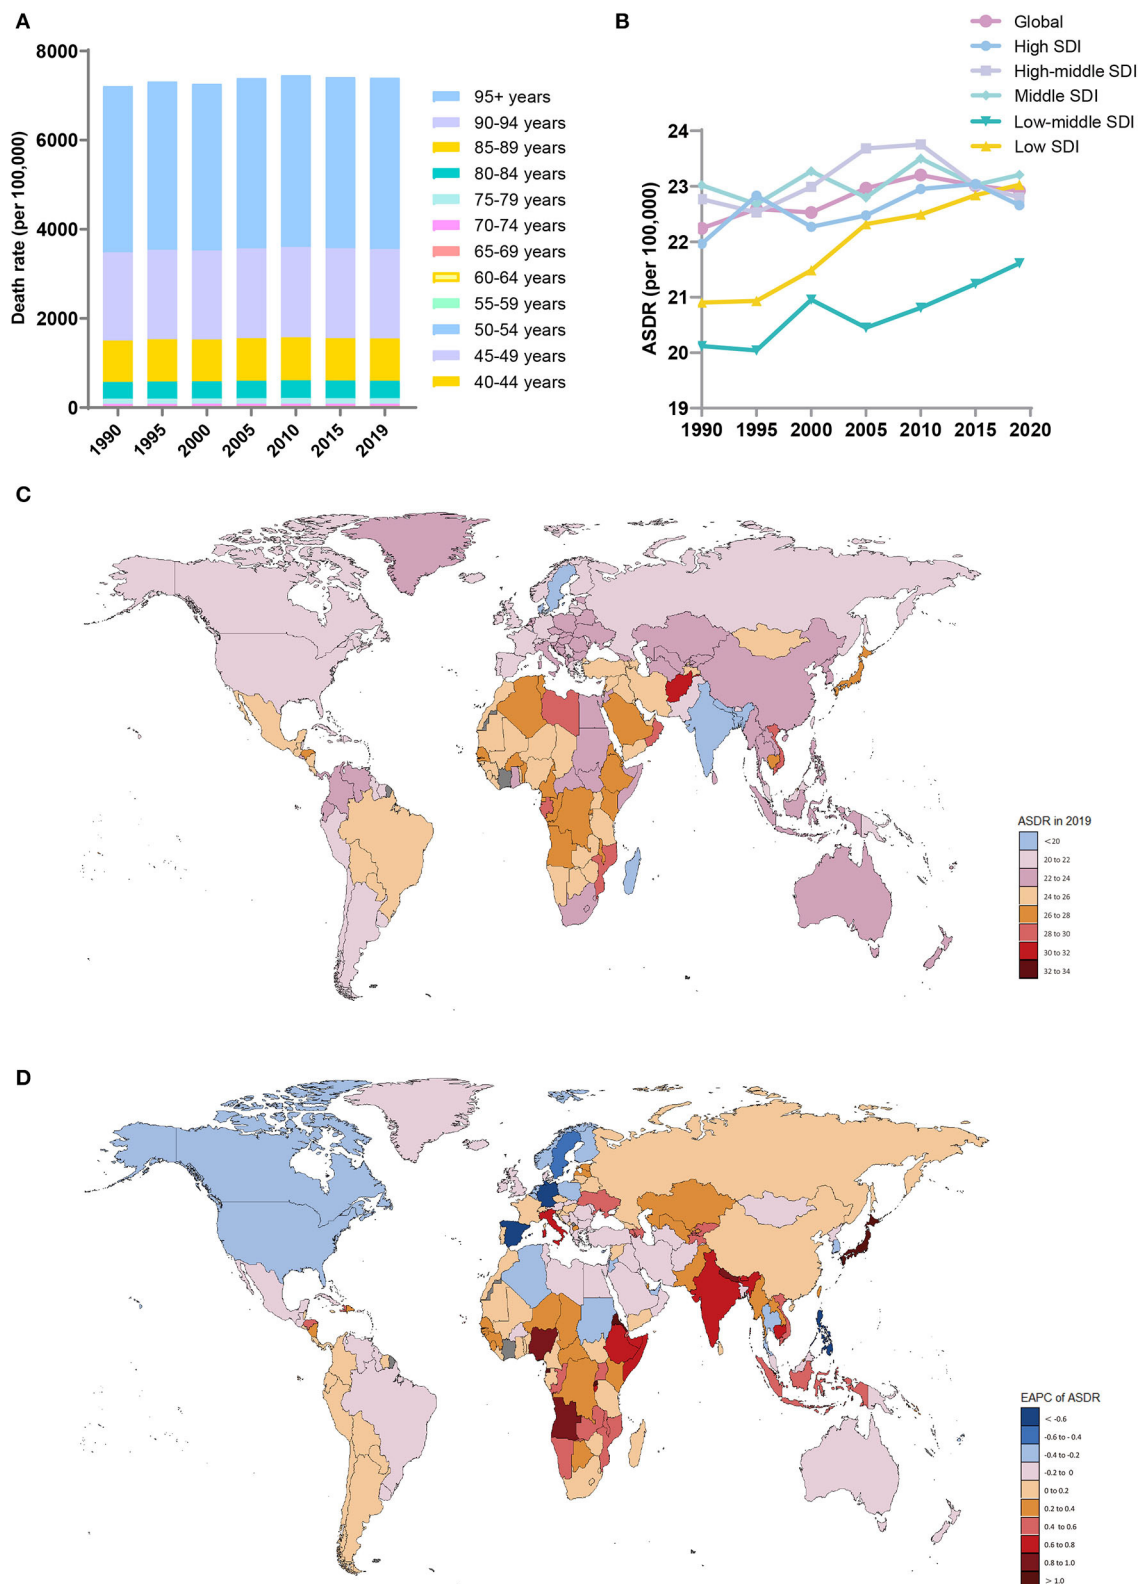 A
8000
6000
4000
2000
0
Death rate (per 100,000)
1990
1995
2000
2005
2010
2015
2019
95+ years
90-94 years
85-89 years
80-84 years
75-79 years
70-74 years
65-69 years
60-64 years
55-59 years
50-54 years
45-49 years
40-44 years
B
Global
High SDI
High-middle SDI
Middle SDI
Low-middle SDI
Low SDI
24
23
22
21
20
19
ASDR (per 100,000)
1990 1995 2000 2005 2010 2015 2020
C
ASDR in 2019
<20
20 to 22
22 to 24
24 to 26
26 to 28
28 to 30
30 to 32
32 to 34
D
EAPC of ASDR
< -0.6
-0.6 to - 0.4
-0.4 to -0.2
-0.2 to 0
0 to 0.2
0.2 to 0.4
0.4 to 0.6
0.6 to 0.8
0.8 to 1.0
> 1.0